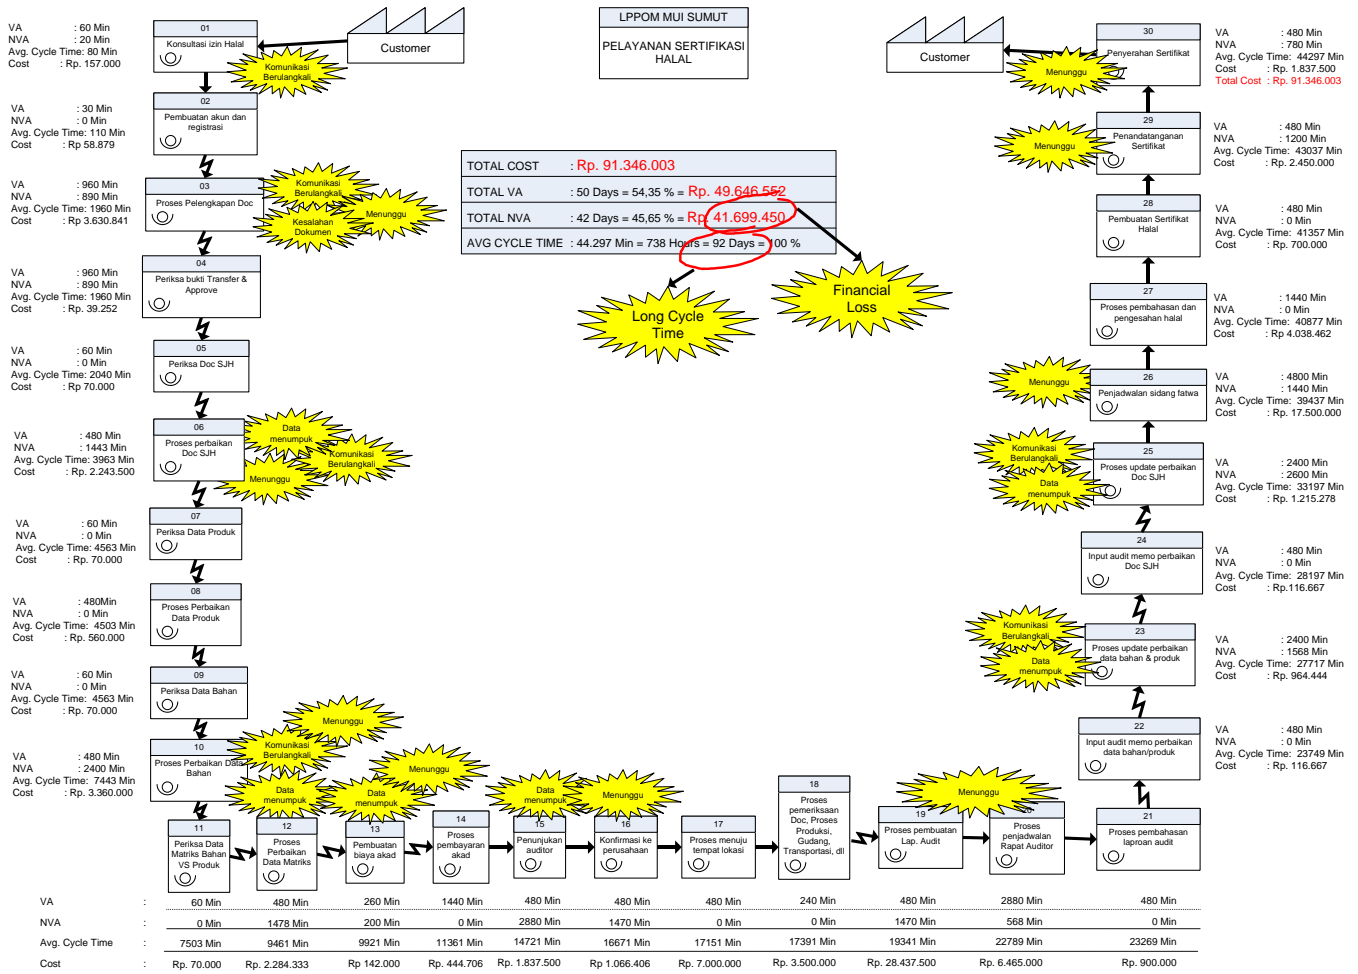 LPPOM MUI SUMUT
PELAYANAN SERTIFIKASI
HALAL
Customer
Customer
VA : 60 Min
NVA : 20 Min
Avg. Cycle Time: 80 Min
Cost : Rp. 157.000
01
Konsultasi izin Halal
Komunikasi
Berulangkali
VA : 30 Min
NVA : 0 Min
Avg. Cycle Time: 110 Min
Cost : Rp 58.879
02
Pembuatan akun dan
registrasi
VA : 960 Min
NVA : 890 Min
Avg. Cycle Time: 1960 Min
Cost : Rp 3.630.841
03
Proses Pelengkapan Doc
Komunikasi
Berulangkali
Kesalahan
Dokumen
Menunggu
VA : 960 Min
NVA : 890 Min
Avg. Cycle Time: 1960 Min
Cost : Rp. 39.252
04
Periksa bukti Transfer &
Approve
VA : 60 Min
NVA : 0 Min
Avg. Cycle Time: 2040 Min
Cost : Rp 70.000
05
Periksa Doc SJH
VA : 480 Min
NVA : 1443 Min
Avg. Cycle Time: 3963 Min
Cost : Rp. 2.243.500
06
Proses perbaikan
Doc SJH
Data
menumpuk
Komunikasi
Berulangkali
Menunggu
VA : 60 Min
NVA : 0 Min
Avg. Cycle Time: 4563 Min
Cost : Rp. 70.000
07
Periksa Data Produk
VA : 480Min
NVA : 0 Min
Avg. Cycle Time: 4503 Min
Cost : Rp. 560.000
08
Proses Perbaikan
Data Produk
VA : 60 Min
NVA : 0 Min
Avg. Cycle Time: 4563 Min
Cost : Rp. 70.000
09
Periksa Data Bahan
VA : 480 Min
NVA : 2400 Min
Avg. Cycle Time: 7443 Min
Cost : Rp. 3.360.000
10
Proses Perbaikan Data
Bahan
Komunikasi
Berulangkali
Menunggu
Data
menumpuk
Data
menumpuk
Menunggu
Data
menumpuk
Menunggu
Menunggu
TOTAL COST : Rp. 91.346.003
TOTAL VA : 50 Days = 54,35 % = Rp. 49.646.552
TOTAL NVA : 42 Days = 45,65 % = Rp. 41.699.450
AVG CYCLE TIME : 44.297 Min = 738 Hours = 92 Days = 100 %
Long Cycle
Time
Financial
Loss
30
Penyerahan Sertifikat
Menunggu
VA : 480 Min
NVA : 780 Min
Avg. Cycle Time: 44297 Min
Cost : Rp. 1.837.500
Total Cost : Rp. 91.346.003
29
Penandatanganan
Sertifikat
Menunggu
VA : 480 Min
NVA : 1200 Min
Avg. Cycle Time: 43037 Min
Cost : Rp. 2.450.000
28
Pembuatan Sertifikat
Halal
VA : 480 Min
NVA : 0 Min
Avg. Cycle Time: 41357 Min
Cost : Rp. 700.000
27
Proses pembahasan dan
pengesahan halal
VA : 1440 Min
NVA : 0 Min
Avg. Cycle Time: 40877 Min
Cost : Rp 4.038.462
26
Penjadwalan sidang fatwa
Menunggu
VA : 4800 Min
NVA : 1440 Min
Avg. Cycle Time: 39437 Min
Cost : Rp. 17.500.000
25
Proses update perbaikan
Doc SJH
Komunikasi
Berulangkali
Data
menumpuk
VA : 2400 Min
NVA : 2600 Min
Avg. Cycle Time: 33197 Min
Cost : Rp. 1.215.278
24
Input audit memo perbaikan
Doc SJH
VA : 480 Min
NVA : 0 Min
Avg. Cycle Time: 28197 Min
Cost : Rp.116.667
23
Proses update perbaikan
data bahan & produk
Komunikasi
Berulangkali
Data
menumpuk
VA : 2400 Min
NVA : 1568 Min
Avg. Cycle Time: 27717 Min
Cost : Rp. 964.444
22
Input audit memo perbaikan
data bahan/produk
VA : 480 Min
NVA : 0 Min
Avg. Cycle Time: 23749 Min
Cost : Rp. 116.667
11
Periksa Data
Matriks Bahan
VS Produk
12
Proses
Perbaikan
Data Matriks
13
Pembuatan
biaya akad
14
Proses
pembayaran
akad
15
Penunjukan
auditor
16
Konfirmasi ke
perusahaan
17
Proses menuju
tempat lokasi
18
Proses
pemeriksaan
Doc, Proses
Produksi,
Gudang,
Transportasi, dll
19
Proses pembuatan
Lap. Audit
20
Proses
penjadwalan
Rapat Auditor
21
Proses pembahasan
laproan audit
VA : 60 Min 480 Min 260 Min 1440 Min 480 Min 480 Min 480 Min 240 Min 480 Min 2880 Min 480 Min
NVA : 0 Min 1478 Min 200 Min 0 Min 2880 Min 1470 Min 0 Min 0 Min 1470 Min 568 Min 0 Min
Avg. Cycle Time : 7503 Min 9461 Min 9921 Min 11361 Min 14721 Min 16671 Min 17151 Min 17391 Min 19341 Min 22789 Min 23269 Min
Cost : Rp. 70.000 Rp. 2.284.333 Rp 142.000 Rp. 444.706 Rp. 1.837.500 Rp 1.066.406 Rp. 7.000.000 Rp. 3.500.000 Rp. 28.437.500 Rp. 6.465.000 Rp. 900.000